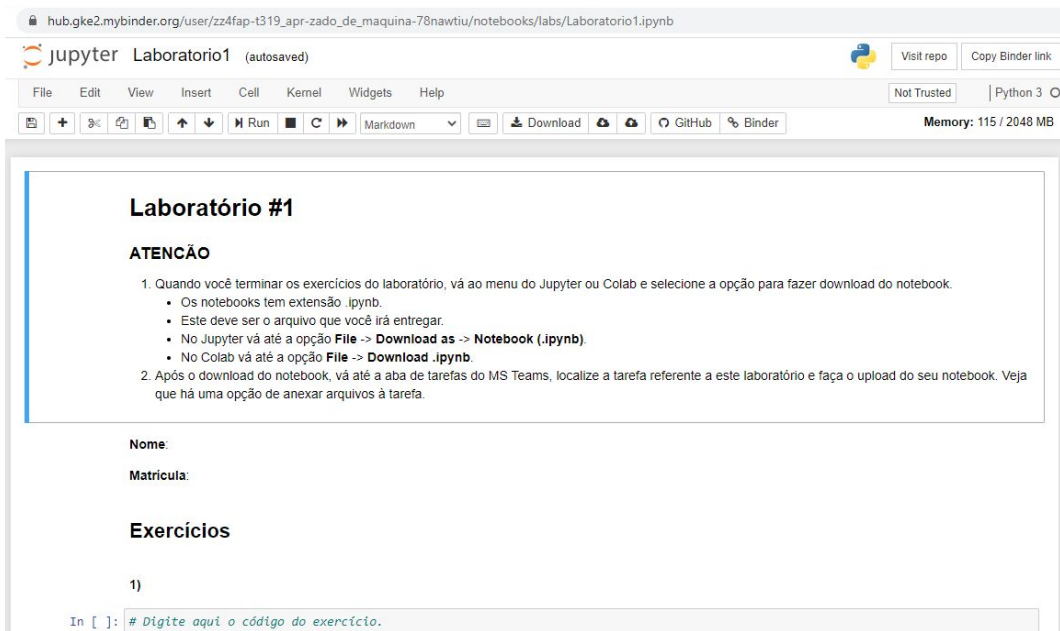 hub.gke2.mybinder.org/user/zz4fap-t319_apr-zado_de_maquina-78nawtiu/notebooks/labs/Laboratorio1.ipynb
jupyter Laboratorio1 (autosaved)
Visit repo Copy Binder link
File Edit View Insert Cell Kernel Widgets Help
Not Trusted Python 3
Run Markdown Download GitHub Binder Memory: 115 / 2048 MB
Laboratório #1
ATENCÃO
1. Quando você terminar os exercícios do laboratório, vá ao menu do Jupyter ou Colab e selecione a opção para fazer download do notebook.
• Os notebooks tem extensão .ipynb.
• Este deve ser o arquivo que você irá entregar.
• No Jupyter vá até a opção File -> Download as -> Notebook (.ipynb).
• No Colab vá até a opção File -> Download .ipynb.
2. Após o download do notebook, vá até a aba de tarefas do MS Teams, localize a tarefa referente a este laboratório e faça o upload do seu notebook. Veja
que há uma opção de anexar arquivos à tarefa.
Nome:
Matrícula:
Exercícios
1)
In [ ]: # Digite aqui o código do exercício.